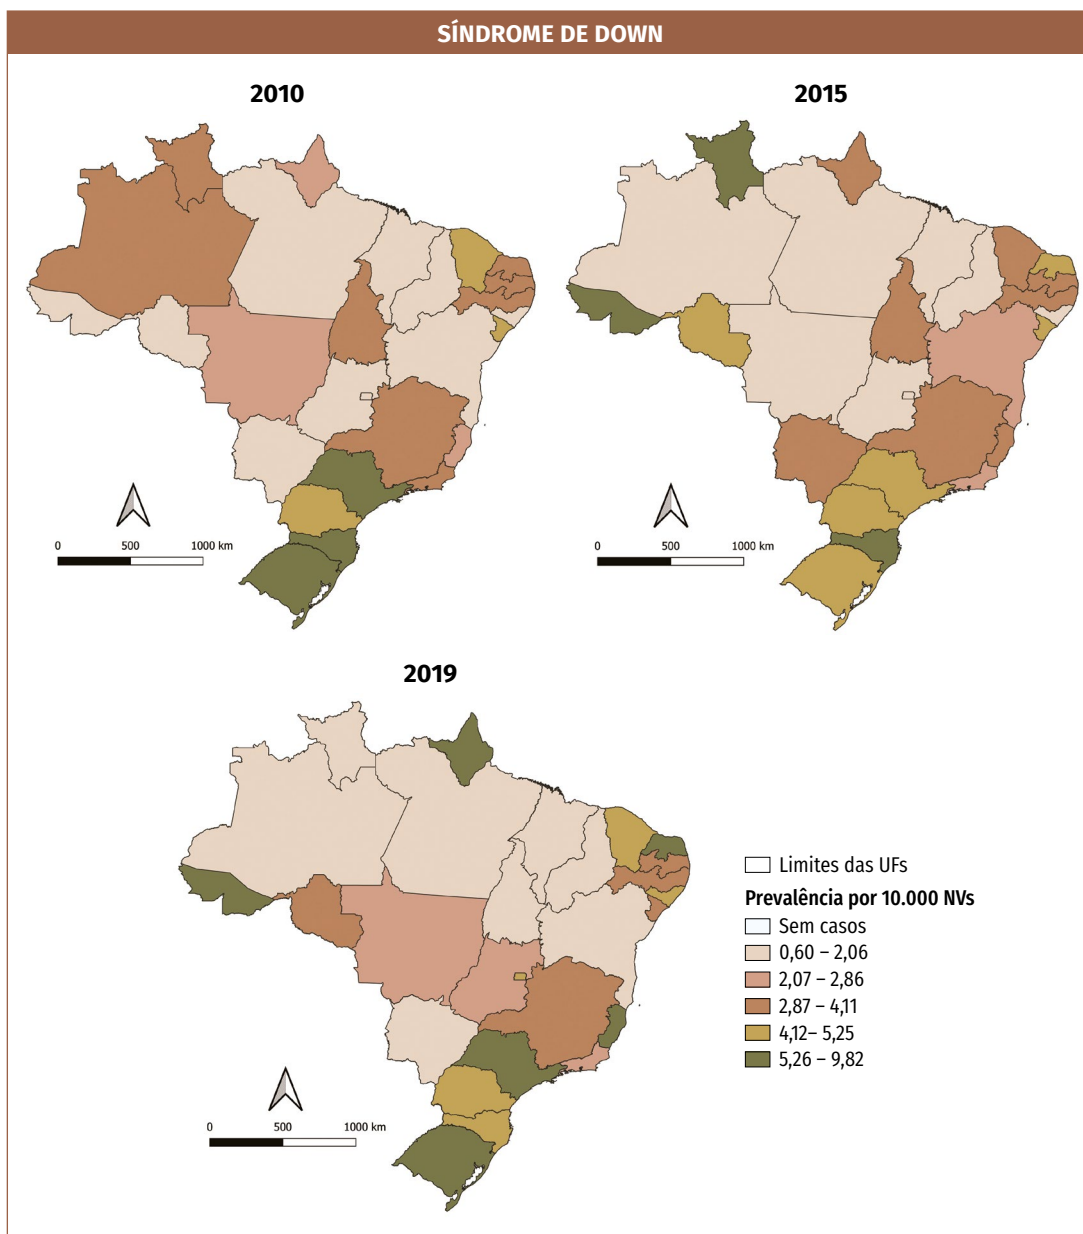 SÍNDROME DE DOWN
2010
2015
0 500 1000 km
0 500 1000 km
2019
0 500 1000 km
Limites das UFs
Prevalência por 10.000 NVs
Sem casos
0,60 – 2,06
2,07 – 2,86
2,87 – 4,11
4,12– 5,25
5,26 – 9,82